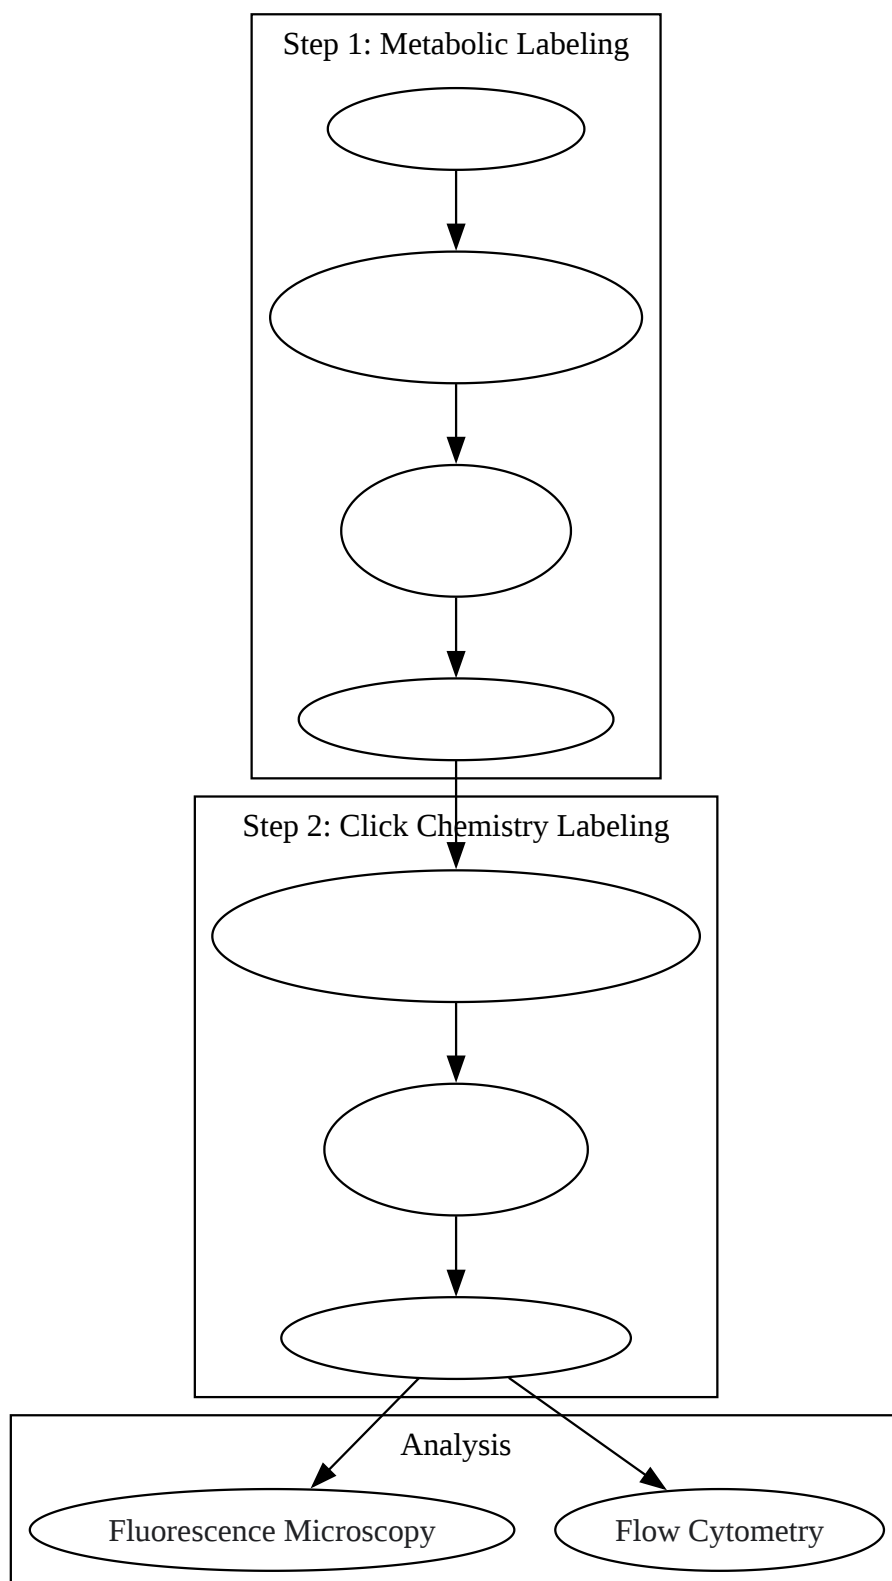 Step 1: Metabolic Labeling
Step 2: Click Chemistry Labeling
Analysis
Fluorescence Microscopy
Flow Cytometry